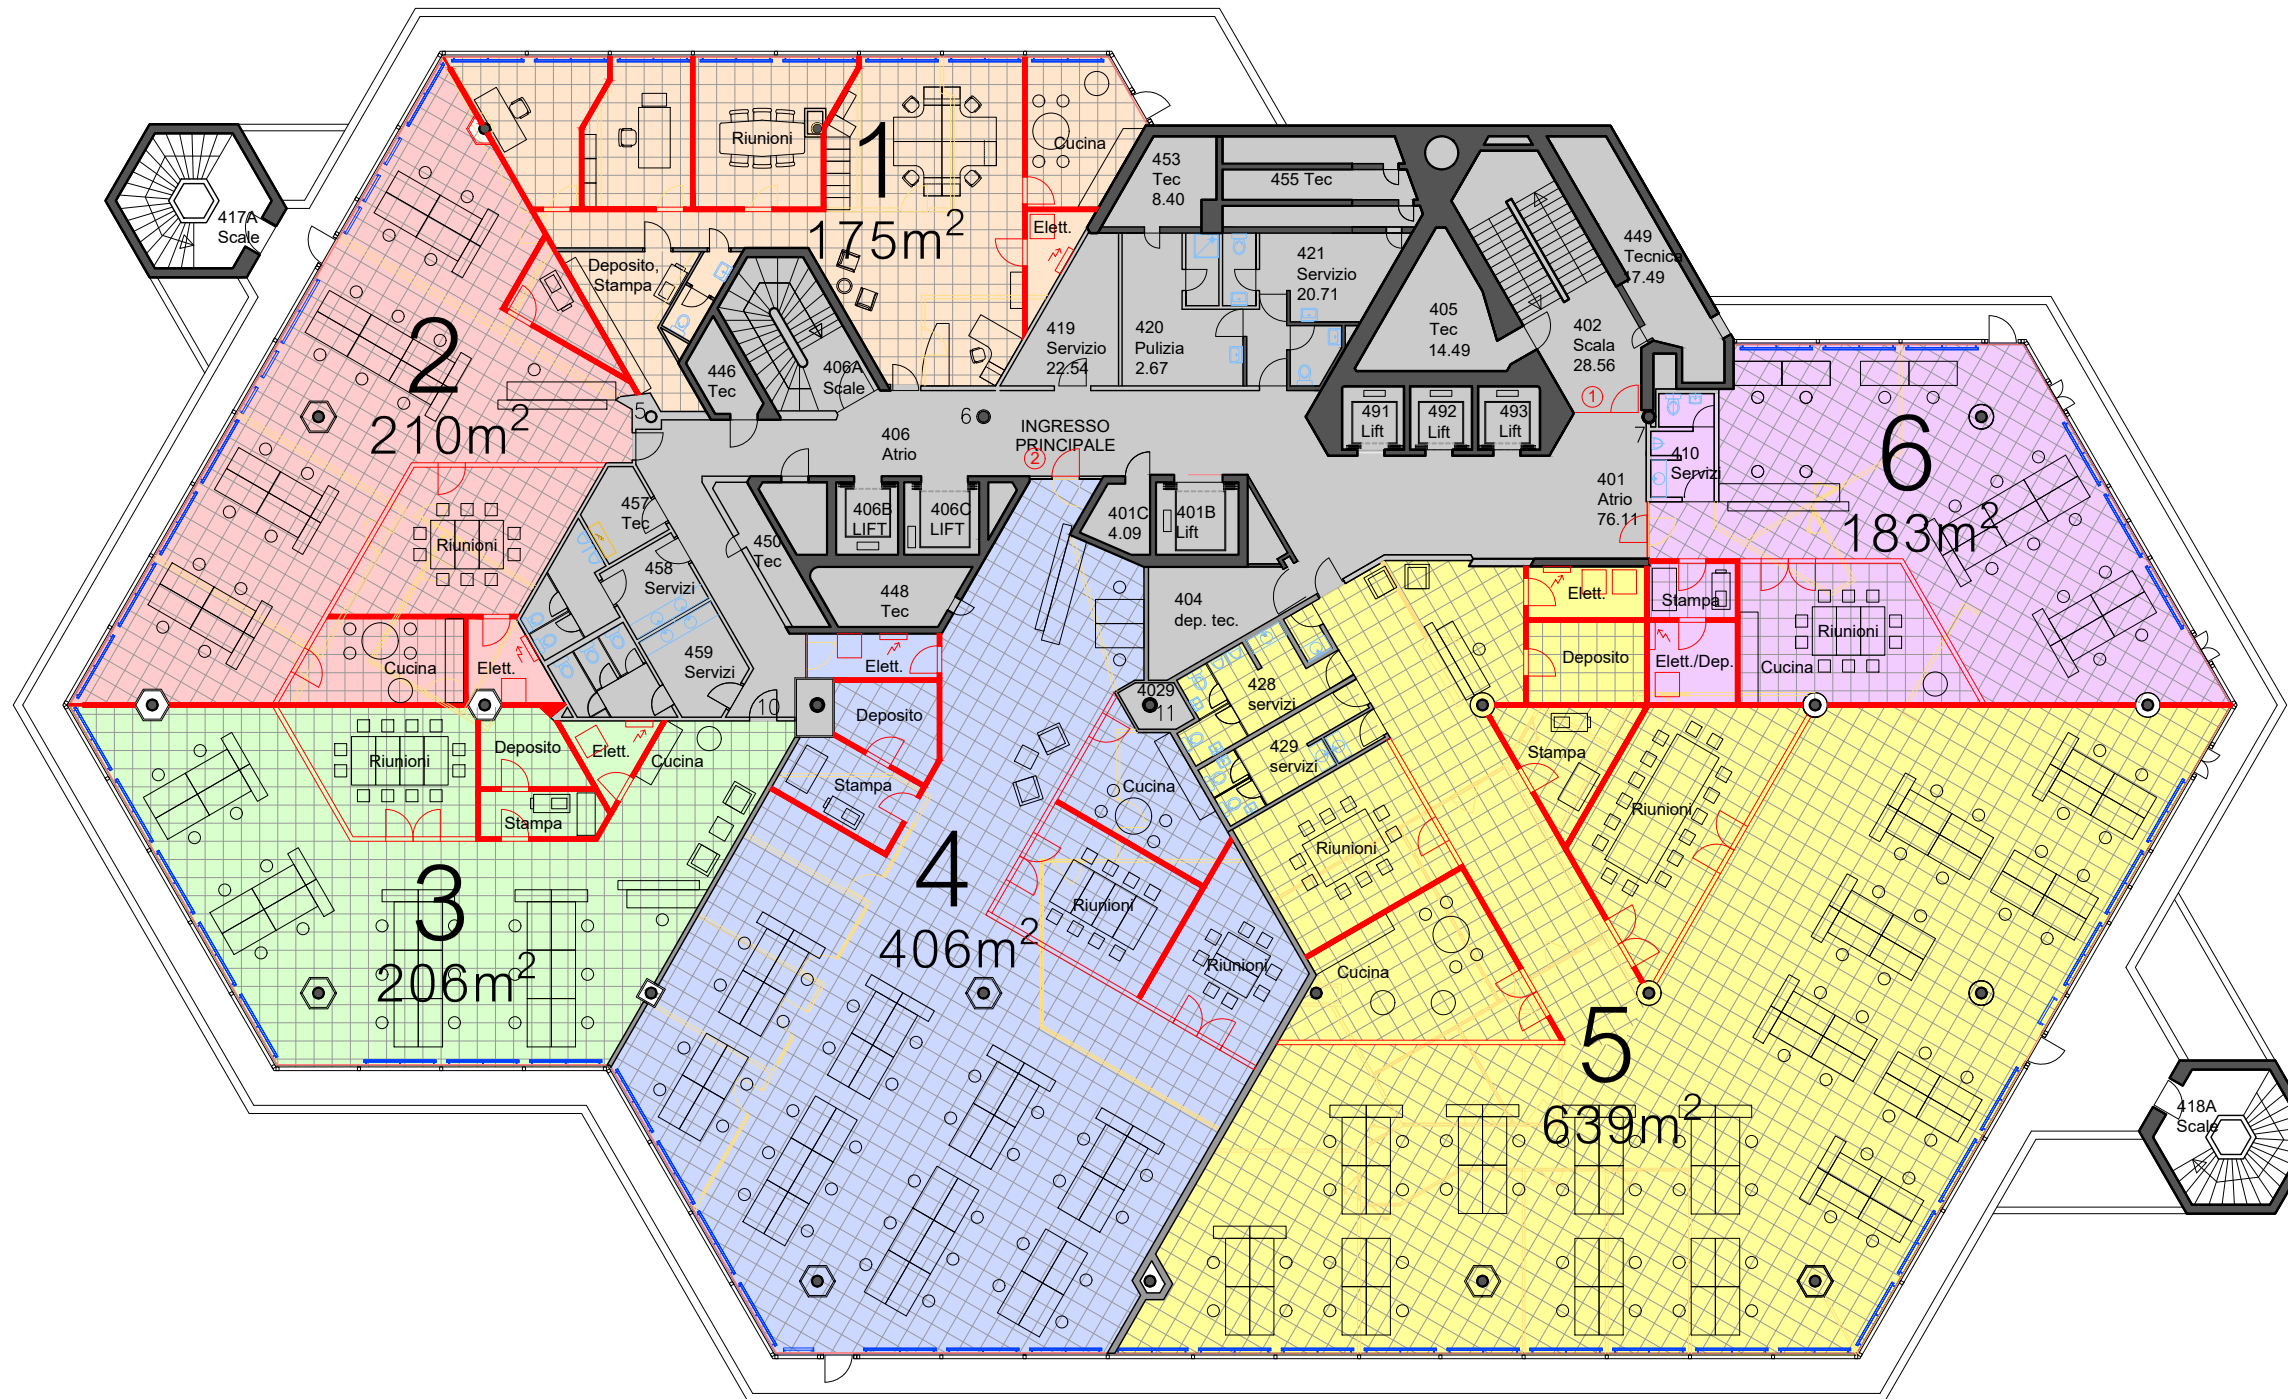 Riunioni
1
175m²
Cucina
Elett.
Deposito,
Stampa
453
Tec
8.40
455 Tec
449
Tecnica
17.49
417A
Scale
421
Servizio
20.71
405
Tec
14.49
402
Scala
28.56
419
Servizio
22.54
420
Pulizia
2.67
446
Tec
406A
Scale
2
210m²
5
6
7
INGRESSO
PRINCIPALE
2
1
406
Atrio
491
Lift
492
Lift
493
Lift
410
Servizi
6
183m²
401
Atrio
76.11
457
Tec
458
Servizi
459
Servizi
450
Tec
406B
LIFT
406C
LIFT
401C
4.09
401B
Lift
448
Tec
404
dep. tec.
Riunioni
Cucina
Elett.
Elett.
Deposito
Stampa
Elett.
Deposito
Stampa
Elett./Dep.
Riunioni
Cucina
10
4029
11
428
servizi
429
servizi
Riunioni
Deposito
Stampa
Elett.
Cucina
3
206m²
4
406m²
Cucina
Riunioni
Riunioni
Riunioni
Cucina
Stampa
Riunioni
5
639m²
418A
Scale